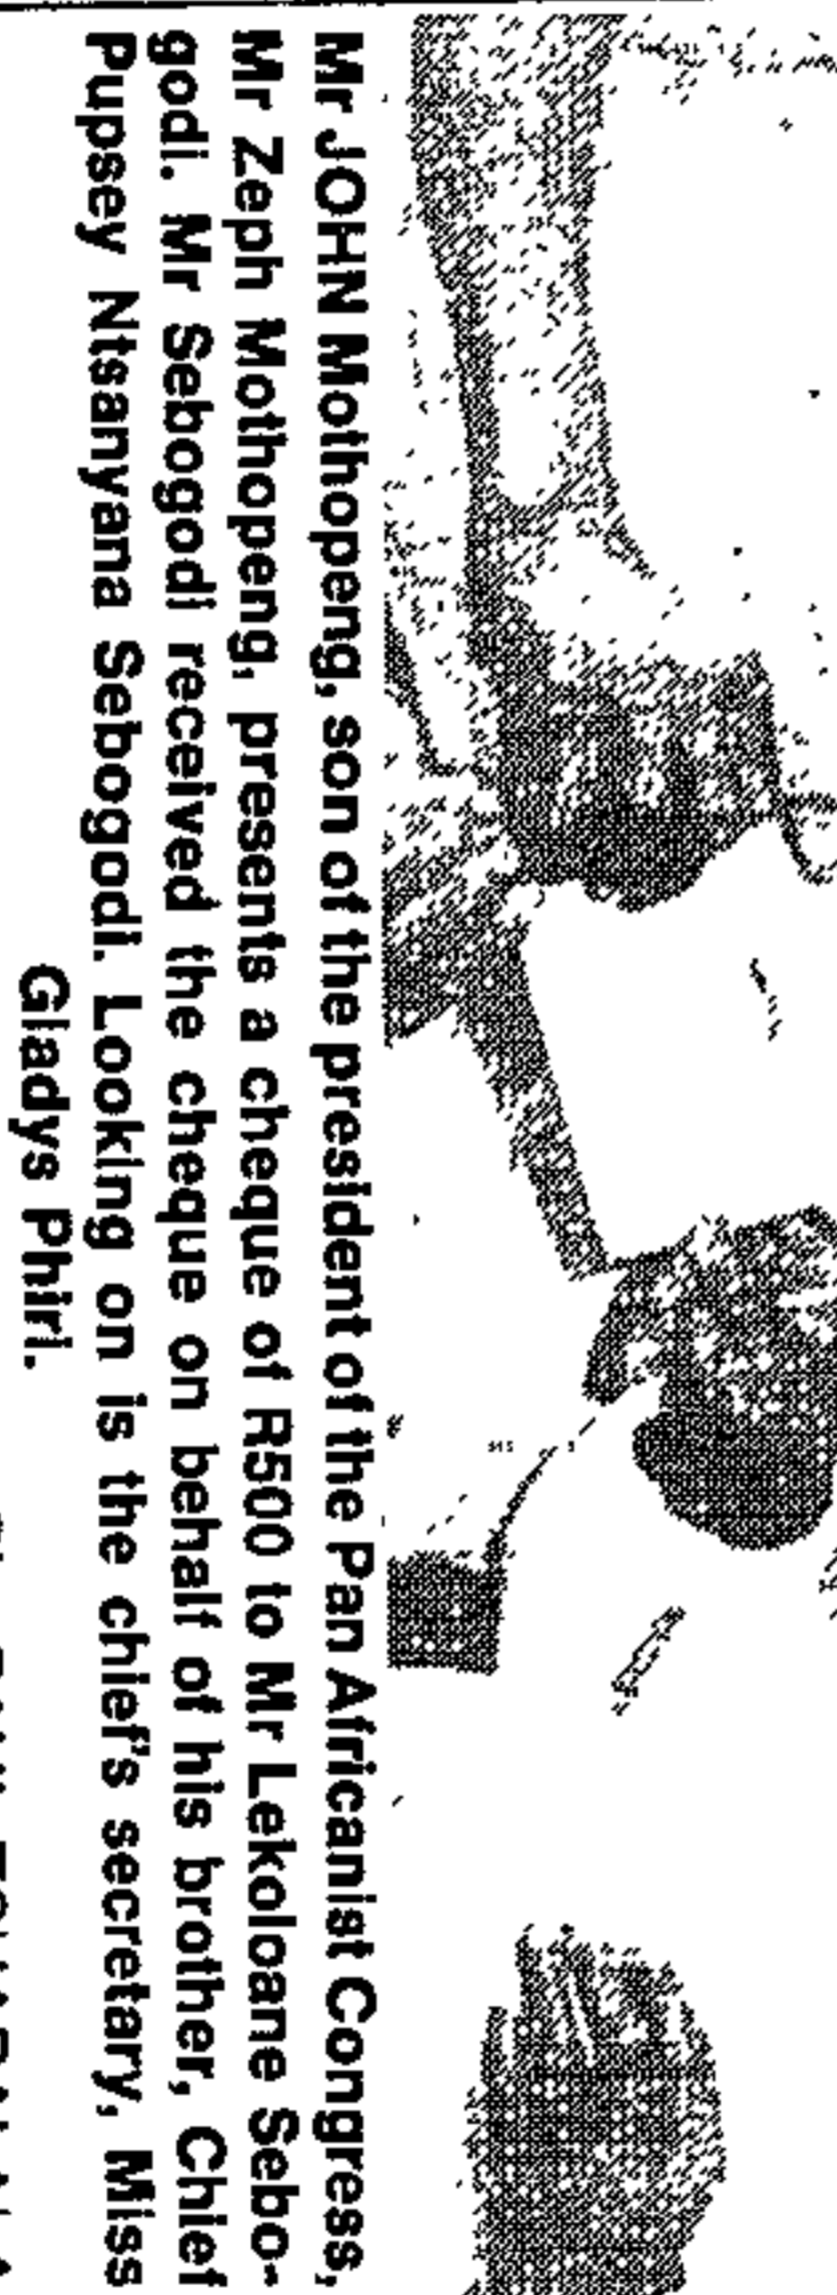 Mr JOHN Mothopeng, son of the president of the Pan Africanist Congress,
Mr Zeph Mothopeng, presents a cheque of R500 to Mr Lekoloane Sebo-
godi. Mr Sebogodi received the cheque on behalf of his brother, Chief
Pupsey Ntsanyana Sebogodi. Looking on is the chief's secretary, Miss
Gladys Phiri.